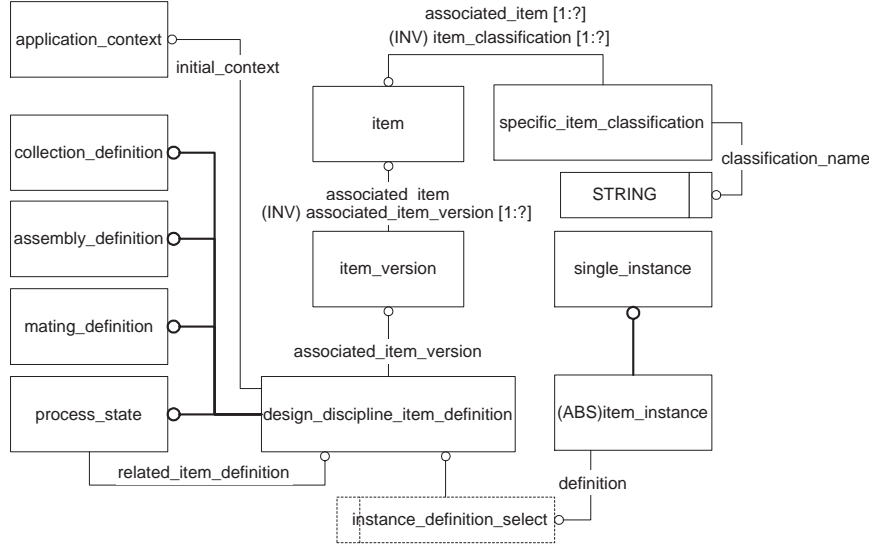 associated_item [1:?]
(INV) item_classification [1:?]
application_context
initial_context
item
specific_item_classification
collection_definition
classification_name
STRING
associated item
(INV) associated_item_version [1:?]
assembly_definition
item_version
single_instance
mating_definition
associated_item_version
process_state
design_discipline_item_definition
(ABS)item_instance
related_item_definition
definition
instance_definition_select